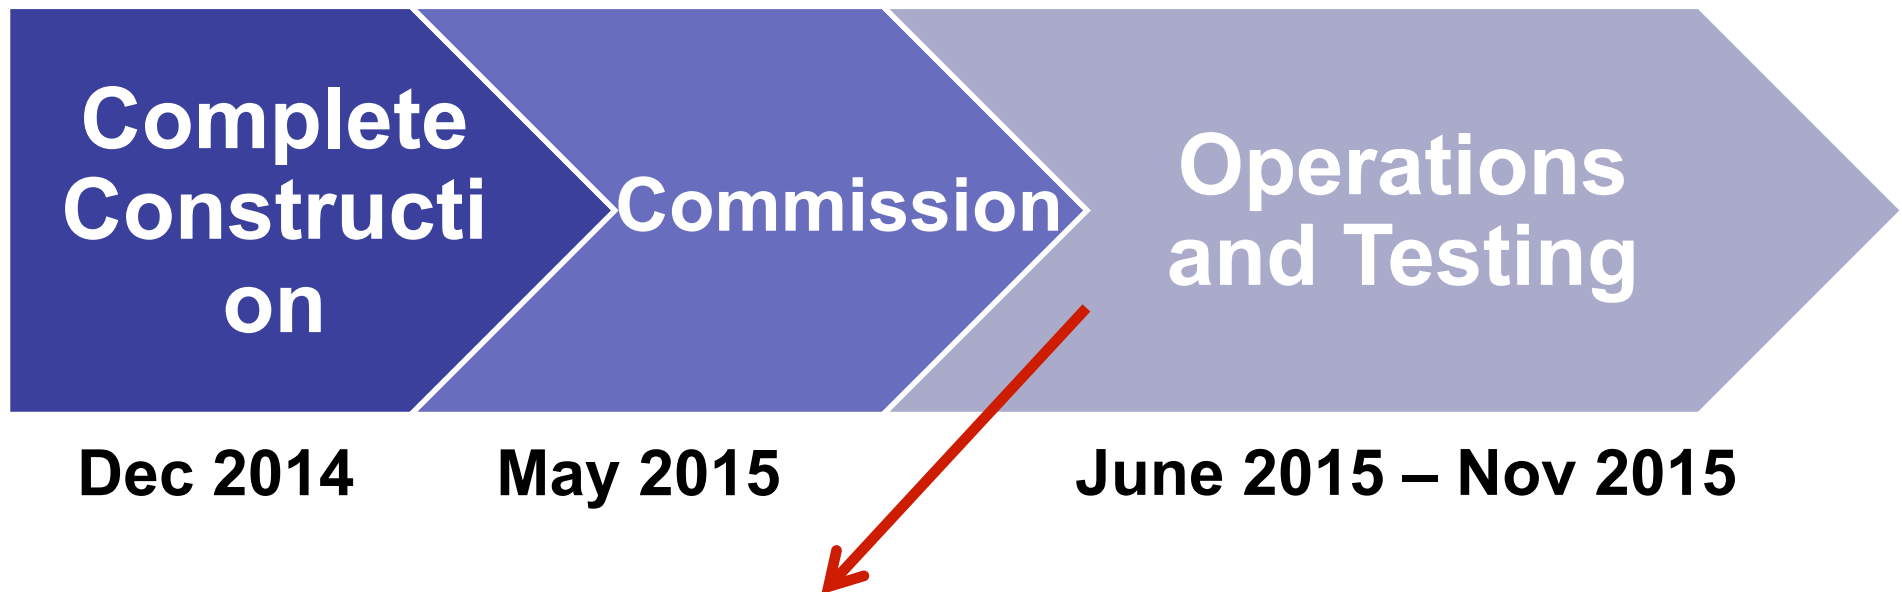 Complete
Constructi
on
Commission
Operations
and Testing
Dec 2014
May 2015
June 2015 – Nov 2015